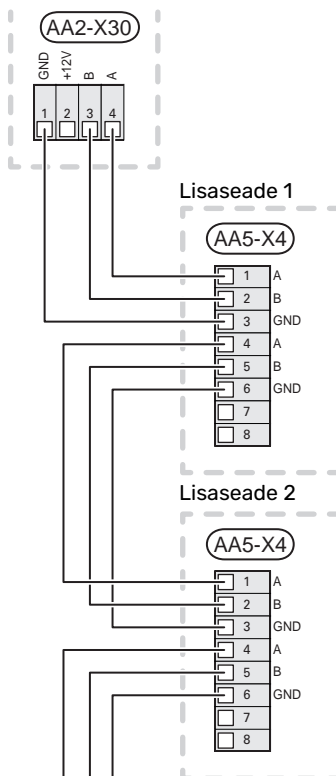 AA2-X30
GND +12V B A
1 2 3 4
Lisaseade 1
AA5-X4
1 A
2 B
3 GND
4 A
5 B
6 GND
7
8
Lisaseade 2
AA5-X4
1 A
2 B
3 GND
4 A
5 B
6 GND
7
8